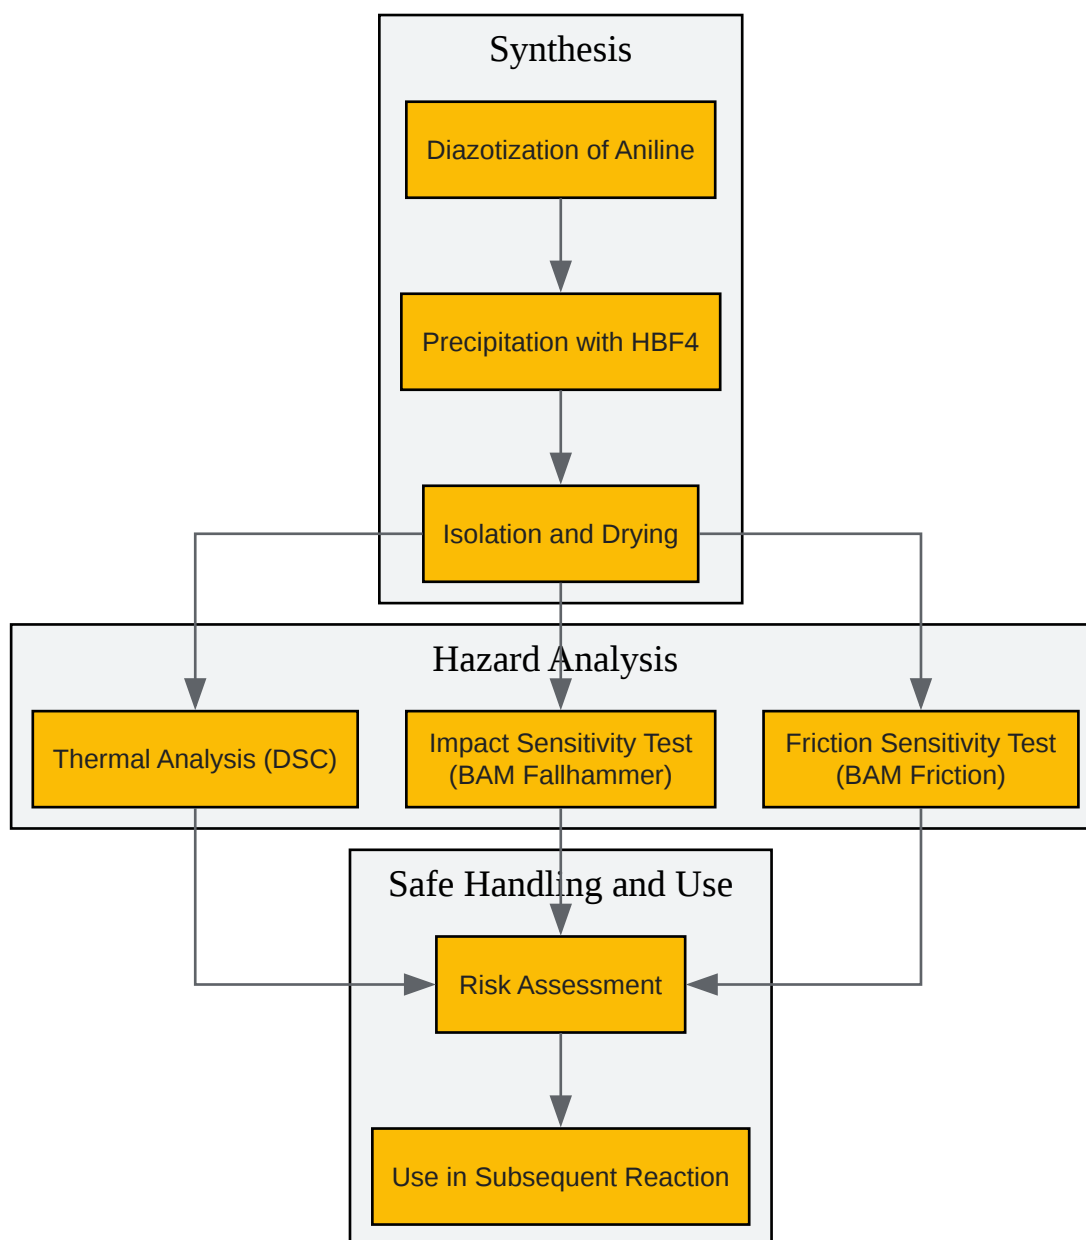 Synthesis
Diazotization of Aniline
Precipitation with HBF4
Isolation and Drying
Hazard Analysis
Thermal Analysis (DSC)
Impact Sensitivity Test
(BAM Fallhammer)
Friction Sensitivity Test
(BAM Friction)
Safe Handling and Use
Risk Assessment
Use in Subsequent Reaction